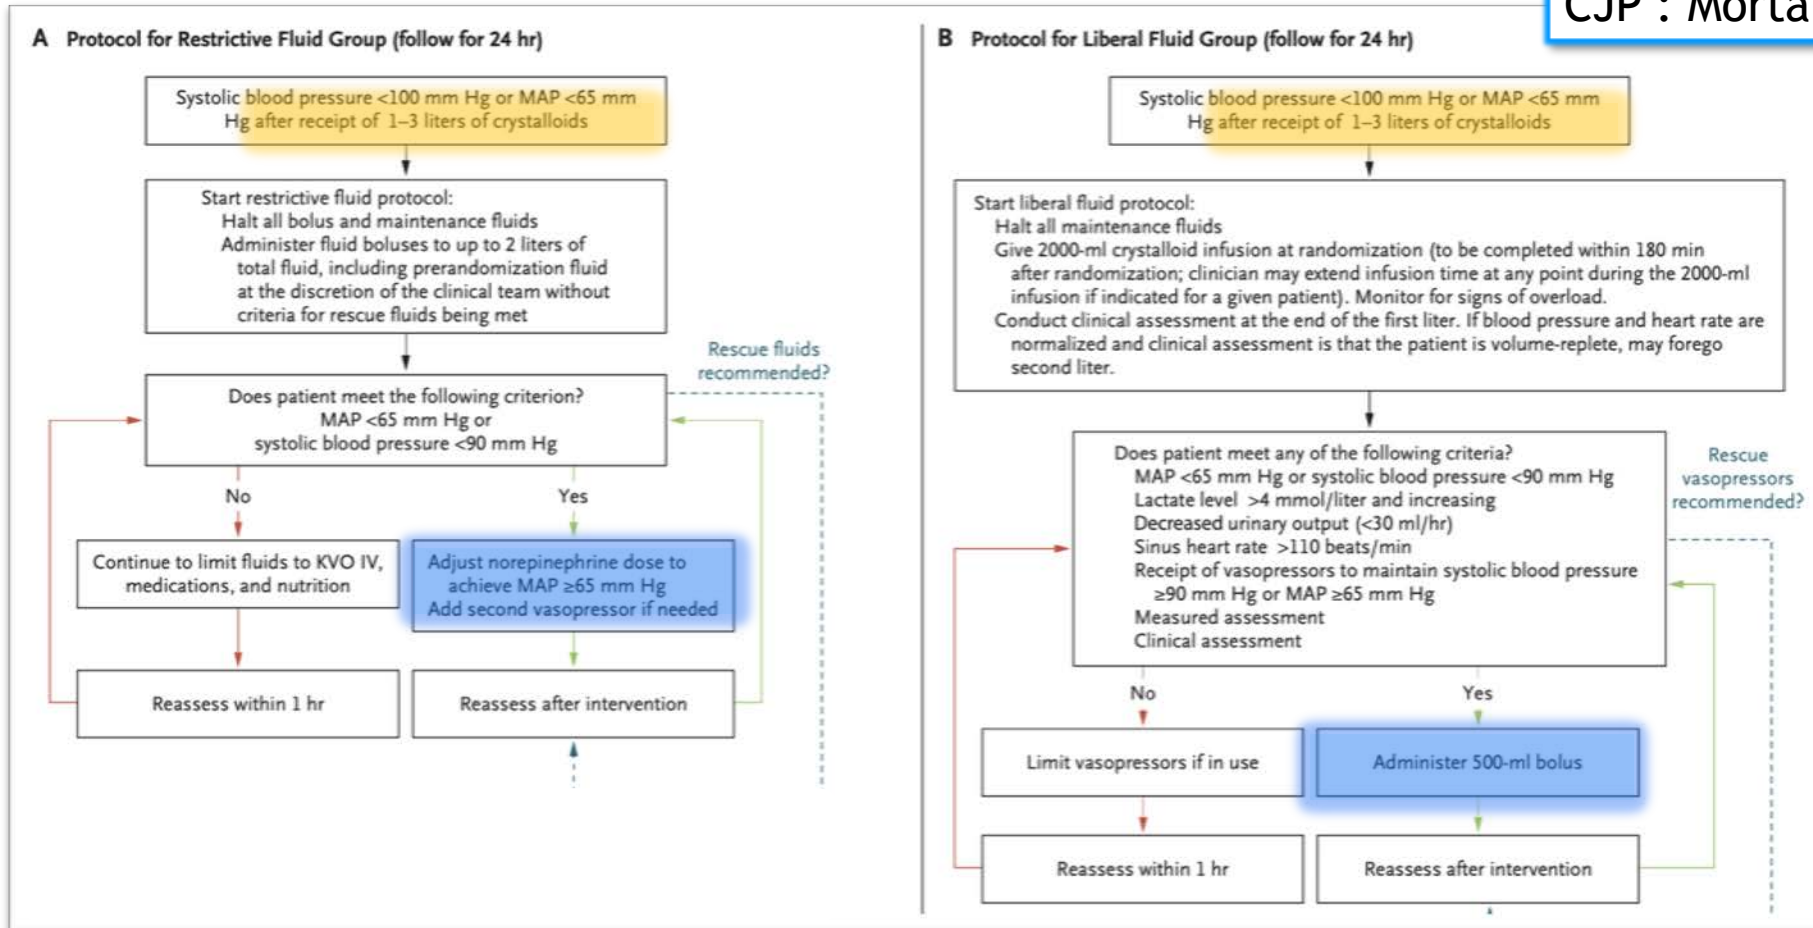 CJP : Morta
A Protocol for Restrictive Fluid Group (follow for 24 hr)
Systolic blood pressure <100 mm Hg or MAP <65 mm
Hg after receipt of 1–3 liters of crystalloids
Start restrictive fluid protocol:
Halt all bolus and maintenance fluids
Administer fluid boluses to up to 2 liters of
total fluid, including prerandomization fluid
at the discretion of the clinical team without
criteria for rescue fluids being met
Rescue fluids
recommended?
Does patient meet the following criterion?
MAP <65 mm Hg or
systolic blood pressure <90 mm Hg
No
Yes
Continue to limit fluids to KVO IV,
medications, and nutrition
Adjust norepinephrine dose to
achieve MAP ≥65 mm Hg
Add second vasopressor if needed
Reassess within 1 hr
Reassess after intervention
B Protocol for Liberal Fluid Group (follow for 24 hr)
Systolic blood pressure <100 mm Hg or MAP <65 mm
Hg after receipt of 1–3 liters of crystalloids
Start liberal fluid protocol:
Halt all maintenance fluids
Give 2000-ml crystalloid infusion at randomization (to be completed within 180 min
after randomization; clinician may extend infusion time at any point during the 2000-ml
infusion if indicated for a given patient). Monitor for signs of overload.
Conduct clinical assessment at the end of the first liter. If blood pressure and heart rate are
normalized and clinical assessment is that the patient is volume-replete, may forego
second liter.
Does patient meet any of the following criteria?
MAP <65 mm Hg or systolic blood pressure <90 mm Hg
Lactate level >4 mmol/liter and increasing
Decreased urinary output (<30 ml/hr)
Sinus heart rate >110 beats/min
Receipt of vasopressors to maintain systolic blood pressure
≥90 mm Hg or MAP ≥65 mm Hg
Measured assessment
Clinical assessment
Rescue
vasopressors
recommended?
No
Yes
Limit vasopressors if in use
Administer 500-ml bolus
Reassess within 1 hr
Reassess after intervention